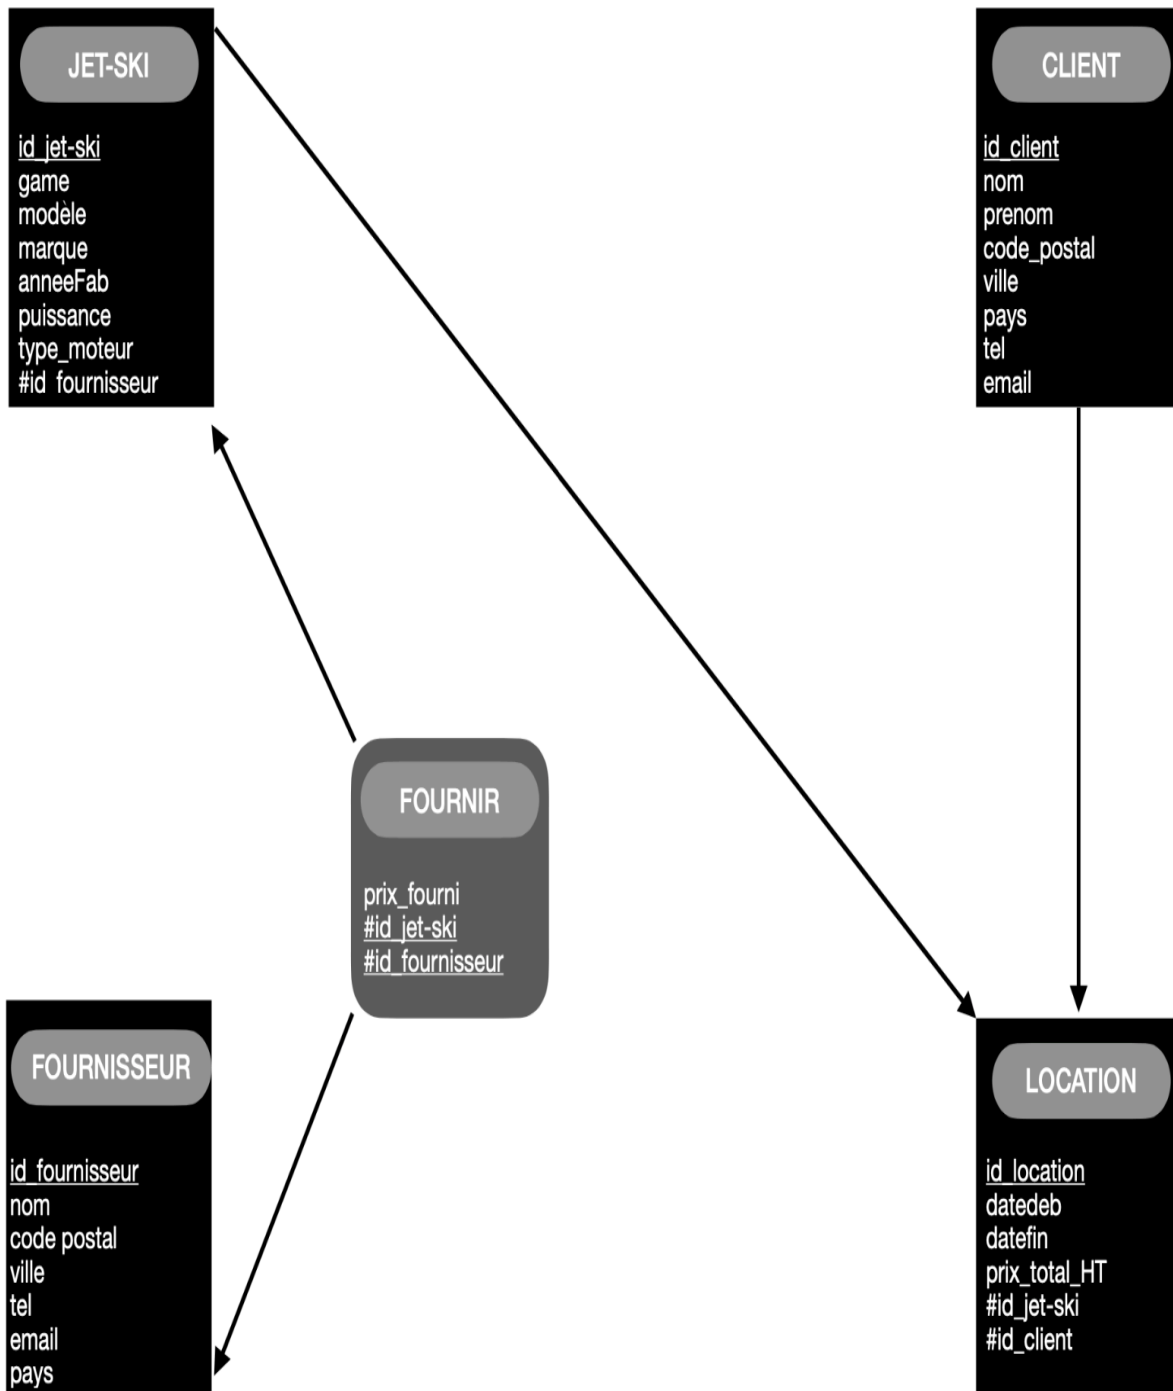 JET-SKI
id_jet-ski
game
modèle
marque
anneeFab
puissance
type_moteur
#id_fournisseur
CLIENT
id_client
nom
prenom
code_postal
ville
pays
tel
email
FOURNIR
prix_fourni
#id_jet-ski
#id_fournisseur
FOURNISSEUR
id_fournisseur
nom
code postal
ville
tel
email
pays
LOCATION
id_location
datedeb
datefin
prix_total_HT
#id_jet-ski
#id_client